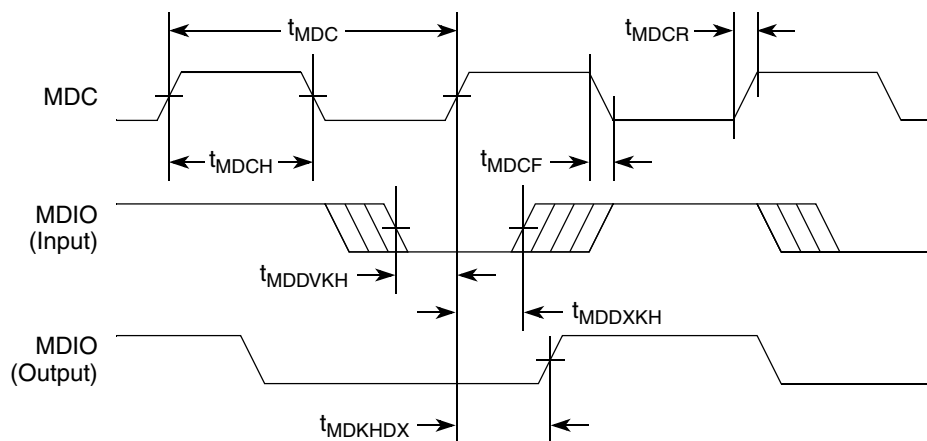 tMDC
tMDCR
MDC
tMDCH
tMDCF
MDIO
(Input)
tMDDVKH
tMDDXKH
MDIO
(Output)
tMDKHDX